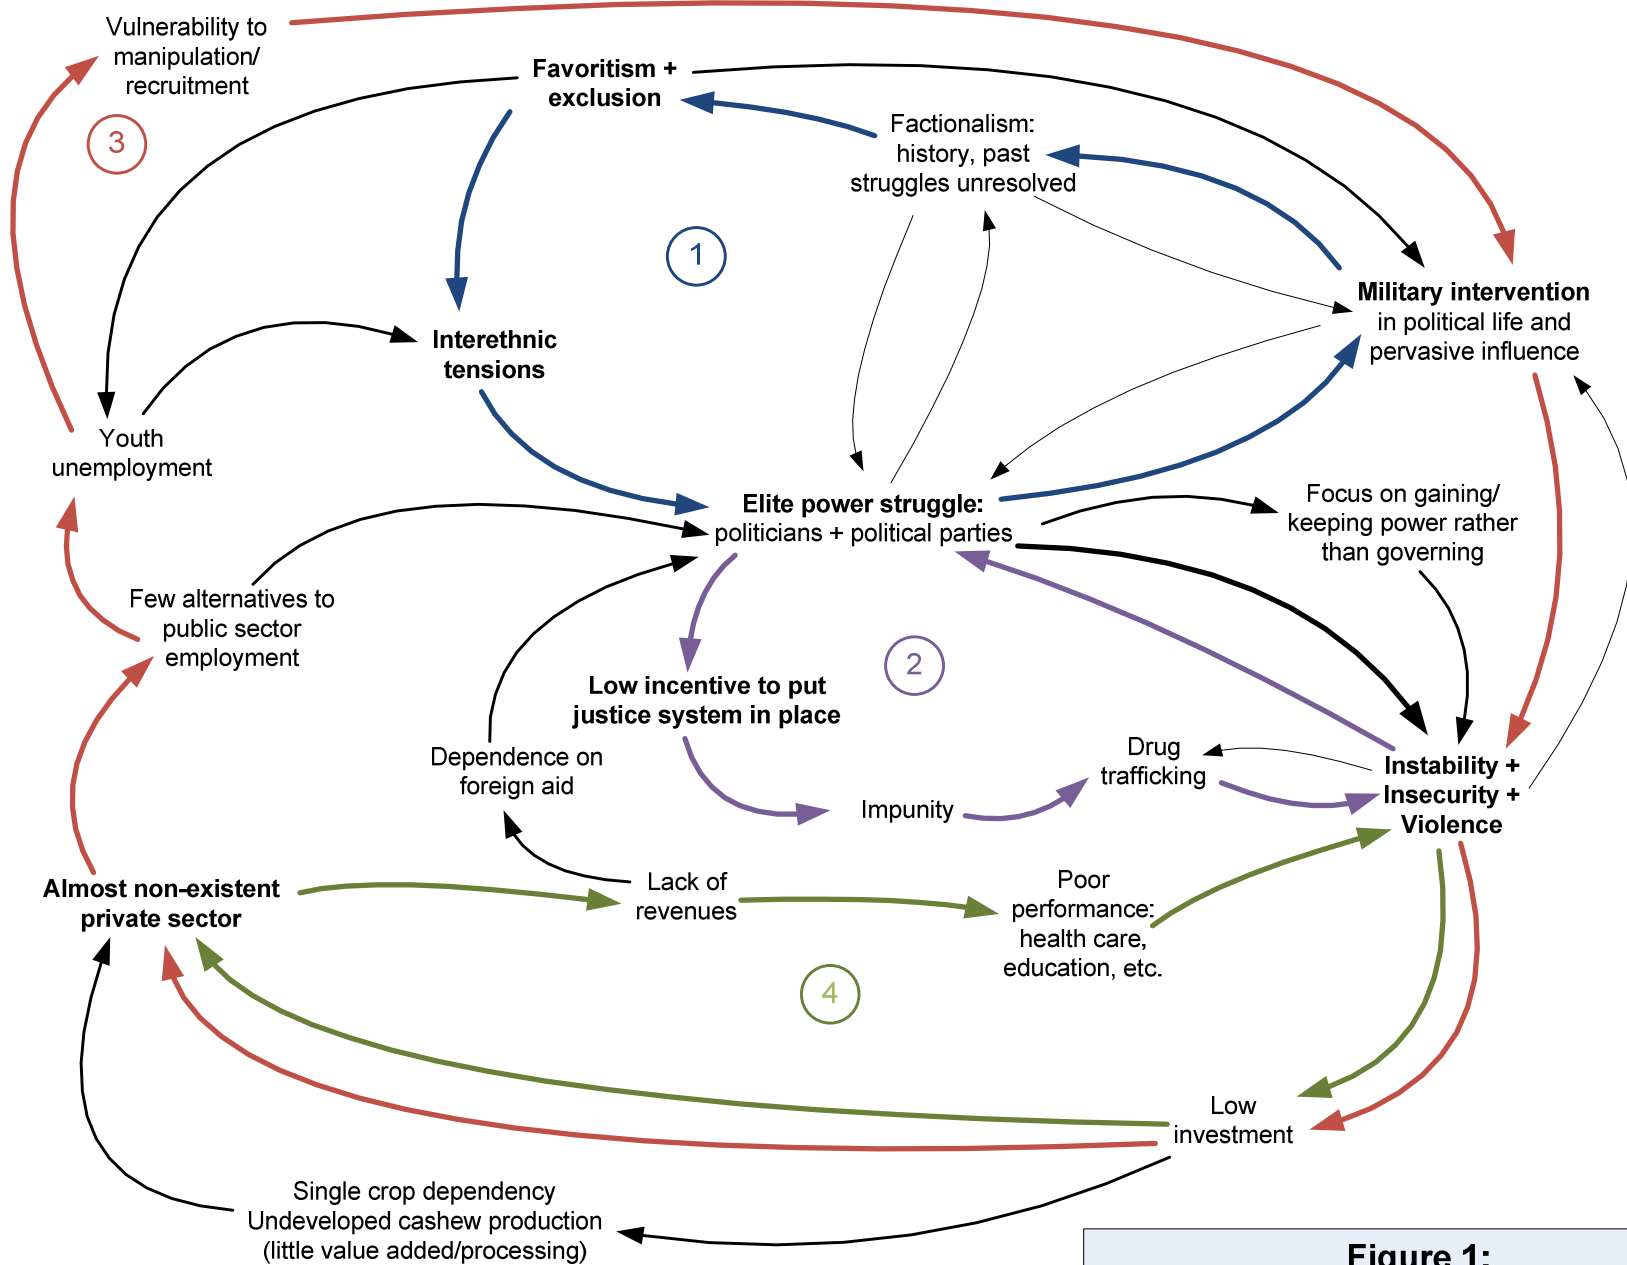 Vulnerability to
manipulation/
recruitment
3
Favoritism +
exclusion
Factionalism:
history, past
struggles unresolved
1
Military intervention
in political life and
pervasive influence
Interethnic
tensions
Youth
unemployment
Elite power struggle:
politicians + political parties
Focus on gaining/
keeping power rather
than governing
Few alternatives to
public sector
employment
2
Low incentive to put
justice system in place
Dependence on
foreign aid
Drug
trafficking
Impunity
Instability +
Insecurity +
Violence
Almost non-existent
private sector
Lack of
revenues
Poor
performance:
health care,
education, etc.
4
Low
investment
Single crop dependency
Undeveloped cashew production
(little value added/processing)
Figure 1: